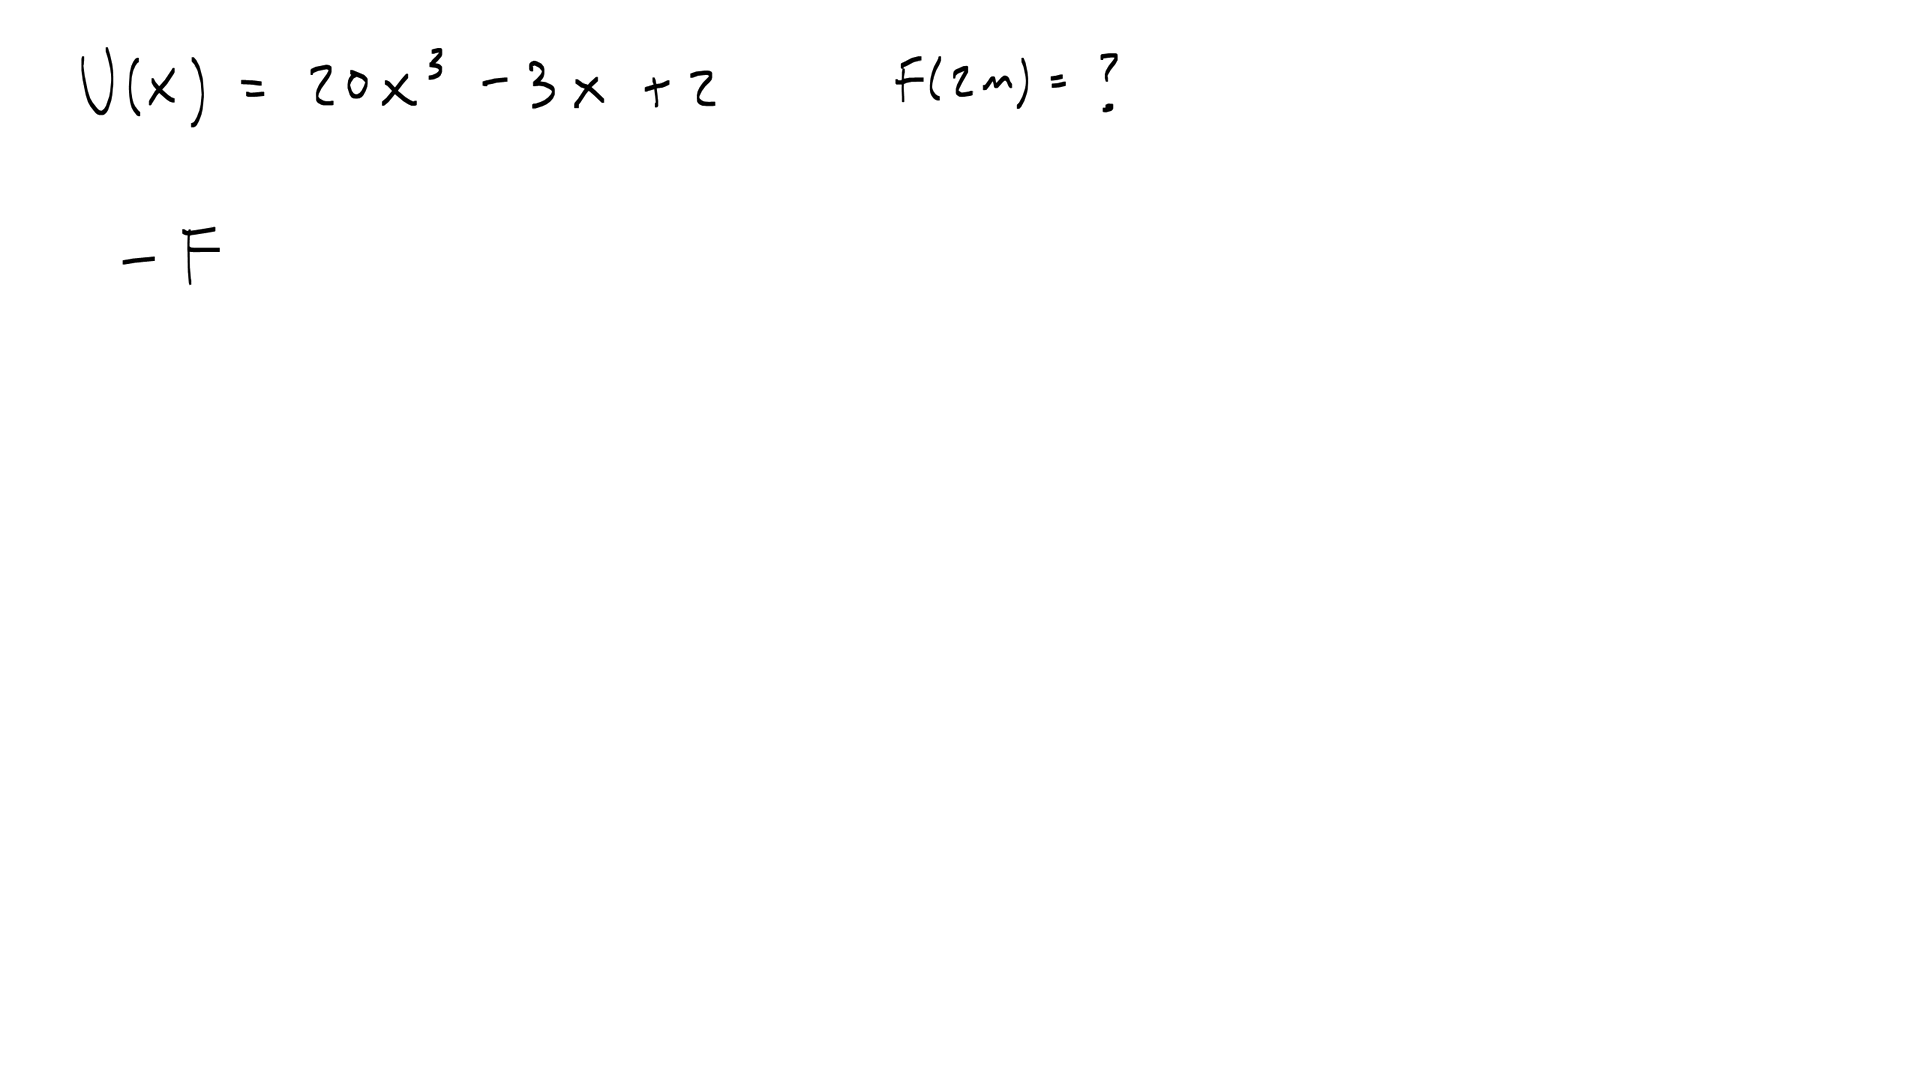 U(x) = 20x³ - 3x + 2 F(2m) = ?
- F